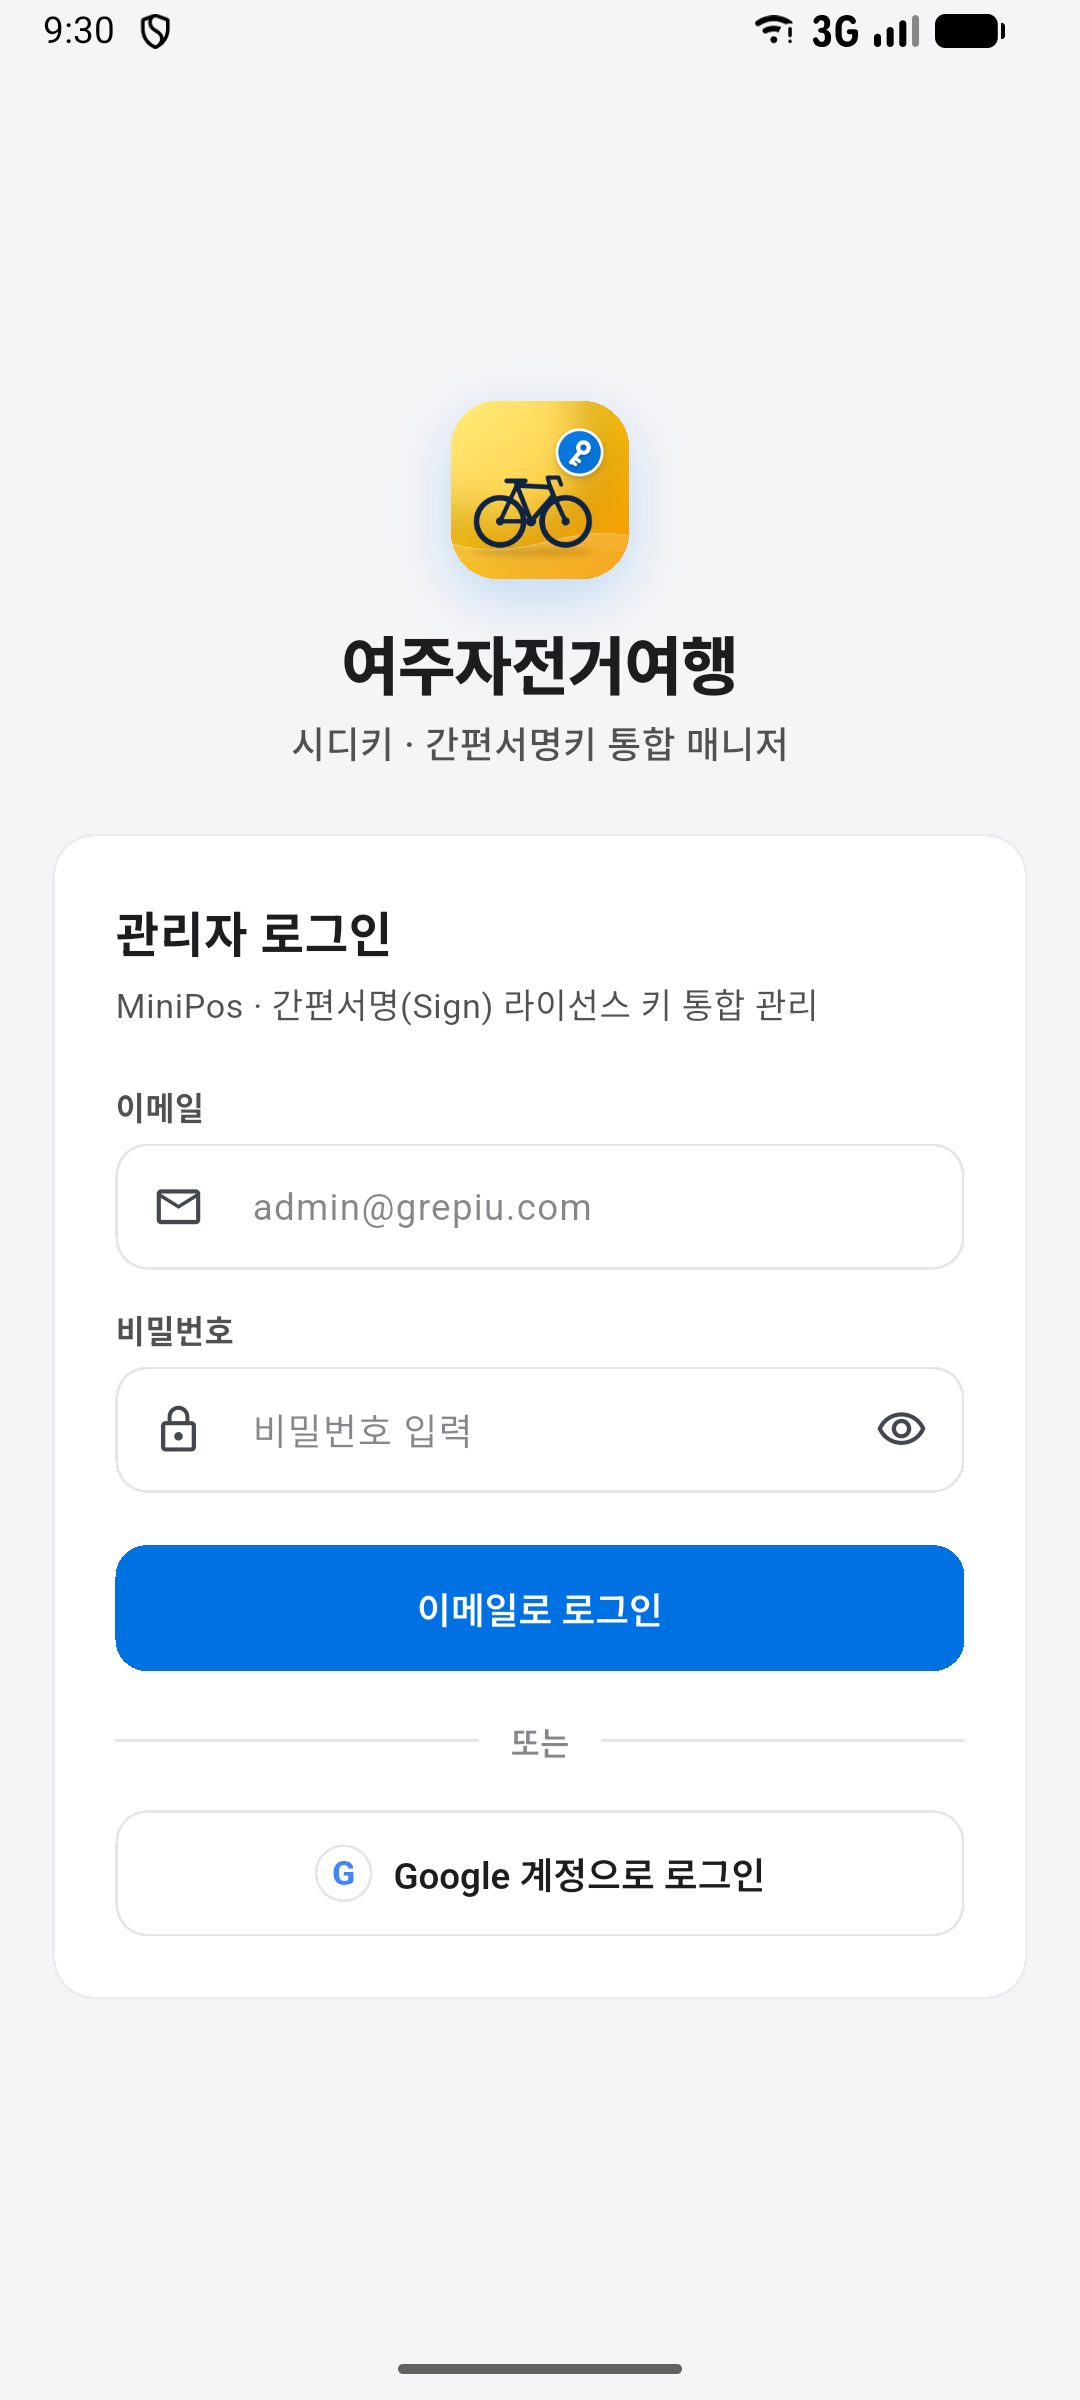 9:30
3G
여주자전거여행
시디키 · 간편서명키 통합 매니저
관리자 로그인
MiniPos · 간편서명(Sign) 라이선스 키 통합 관리
이메일
admin@grepiu.com
비밀번호
비밀번호 입력
이메일로 로그인
또는
G Google 계정으로 로그인